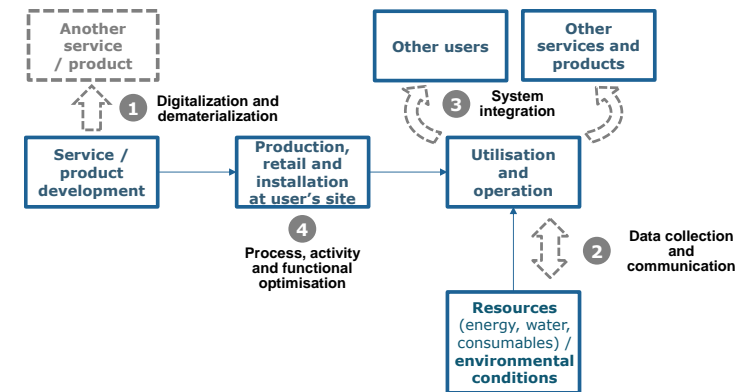 Another
service
/ product
Other users
Other
services and
products
1
Digitalization and
dematerialization
3
System
integration
Service /
product
development
Production,
retail and
installation
at user's site
Utilisation
and
operation
4
Process, activity
and functional
optimisation
2
Data collection
and
communication
Resources
(energy, water,
consumables) /
environmental
conditions